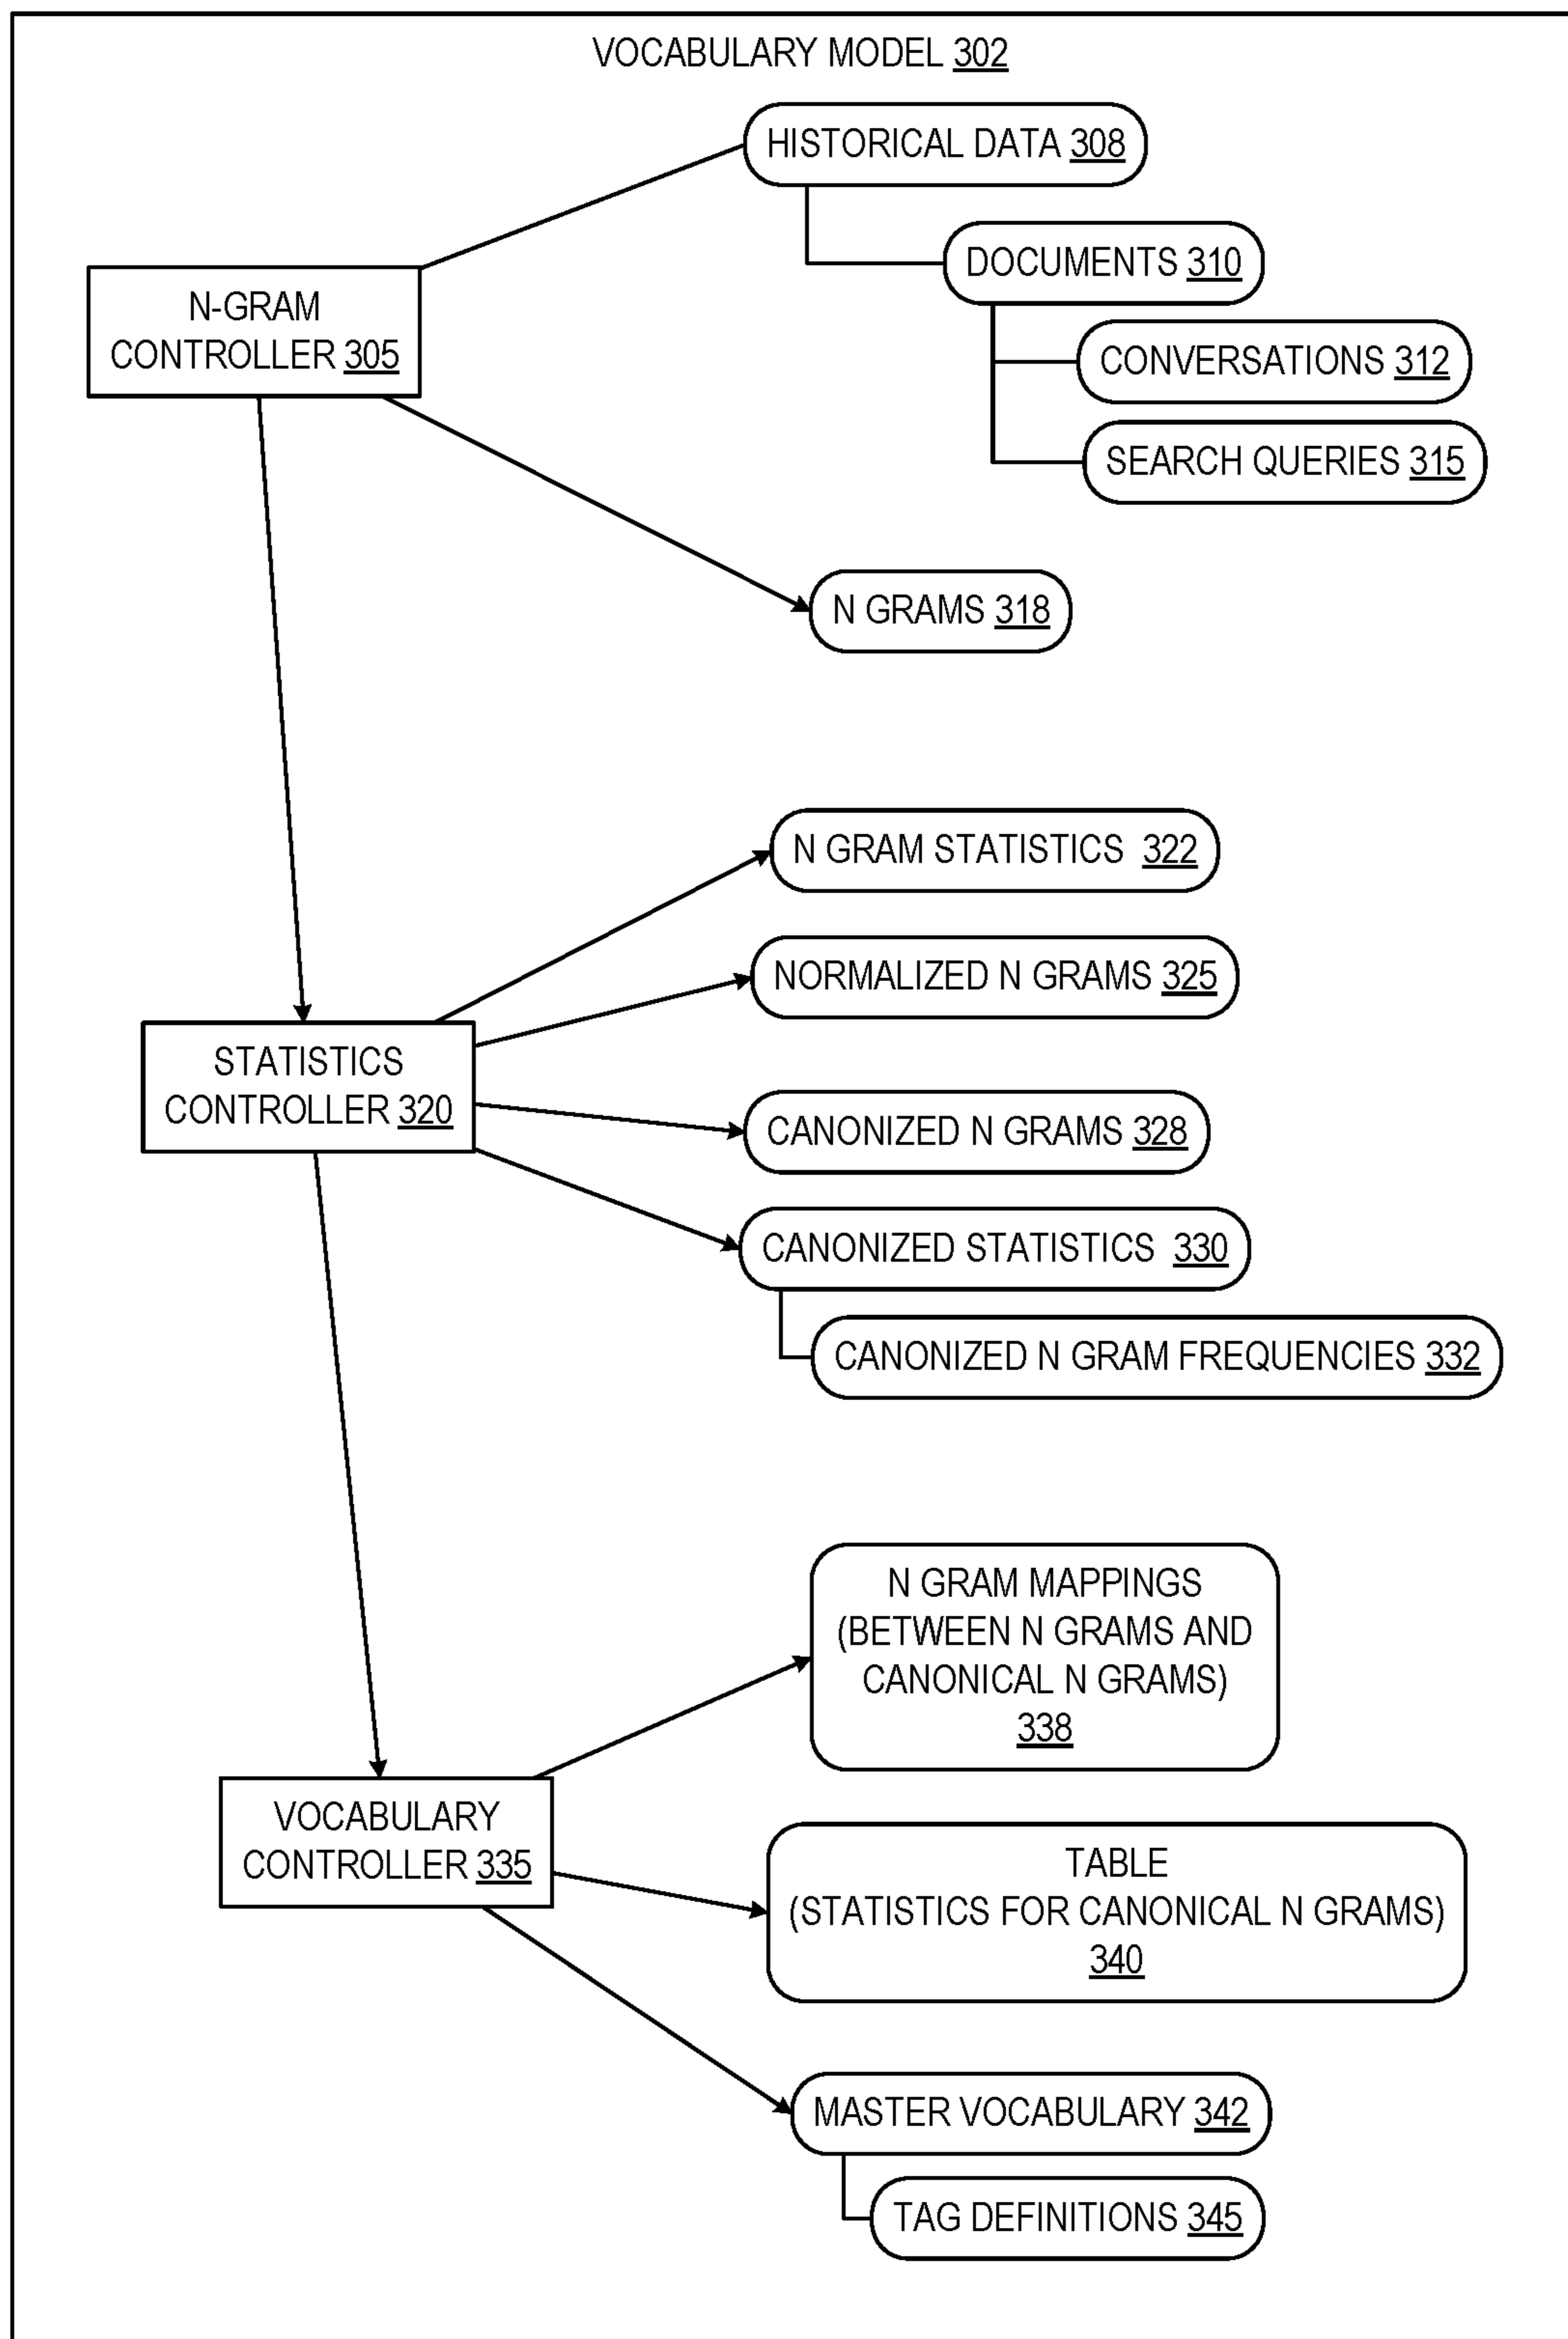 VOCABULARY MODEL 302
HISTORICAL DATA 308
DOCUMENTS 310
N-GRAM
CONTROLLER 305
CONVERSATIONS 312
SEARCH QUERIES 315
N GRAMS 318
N GRAM STATISTICS 322
NORMALIZED N GRAMS 325
STATISTICS
CONTROLLER 320
CANONIZED N GRAMS 328
CANONIZED STATISTICS 330
CANONIZED N GRAM FREQUENCIES 332
N GRAM MAPPINGS
(BETWEEN N GRAMS AND
CANONICAL N GRAMS)
338
VOCABULARY
CONTROLLER 335
TABLE
(STATISTICS FOR CANONICAL N GRAMS)
340
MASTER VOCABULARY 342
TAG DEFINITIONS 345